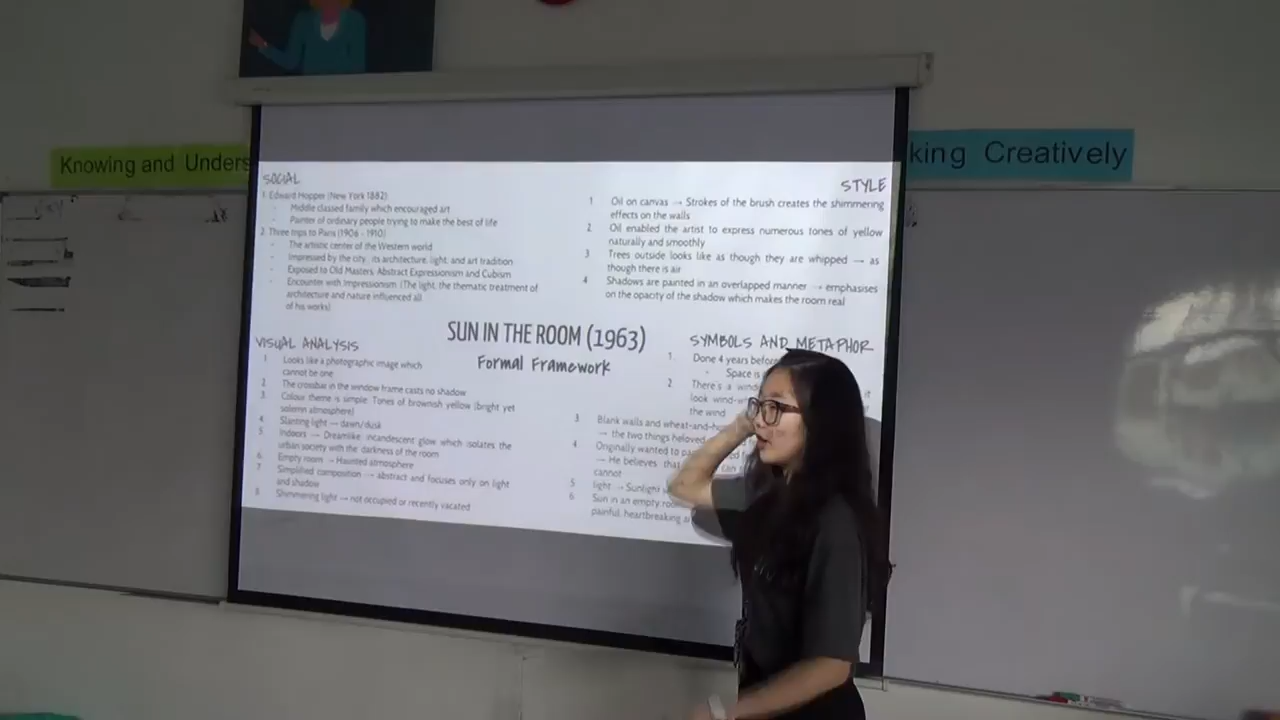 Knowing and Unders
king Creatively
SOCIAL
1. Edward Hopper (New York 1882)
- Middle classed family which encouraged art
- Painter of ordinary people trying to make the best of life
2. Three trips to Paris (1906 - 1910)
- The artistic center of the Western world
- Impressed by the city, its architecture, light, and art tradition
- Exposed to Old Masters, Abstract Expressionism and Cubism
- Encounter with Impressionism (The light, the thematic treatment of
architecture and nature influenced all
of his works)
STYLE
1 Oil on canvas → Strokes of the brush creates the shimmering
effects on the walls
2 Oil enabled the artist to express numerous tones of yellow
naturally and smoothly
3 Trees outside looks like as though they are whipped → as
though there is air
4 Shadows are painted in an overlapped manner → emphasises
on the opacity of the shadow which makes the room real
SUN IN THE ROOM (1963)
Formal Framework
VISUAL ANALYSIS
1 Looks like a photographic image which
cannot be one
2 The crossbar in the window frame casts no shadow
3 Colour theme is simple. Tones of brownish yellow (bright yet
solemn atmosphere)
4 Slanting light → dawn/dusk
5 Indoors → Dreamlike incandescent glow which isolates the
urban society with the darkness of the room
6 Empty room → Haunted atmosphere
7 Simplified composition → abstract and focuses only on light
and shadow
8 Shimmering light → not occupied or recently vacated
SYMBOLS AND METAPHOR
1. Done 4 years before
- Space is
2 There's a wind
look wind-w
the wind
3 Blank walls and wheat-and-h
→ the two things beloved
4 Originally wanted to pa
→ He believes that can
cannot
5 light → Sunlight
6 Sun in an empty roo
painful, heartbreaking a